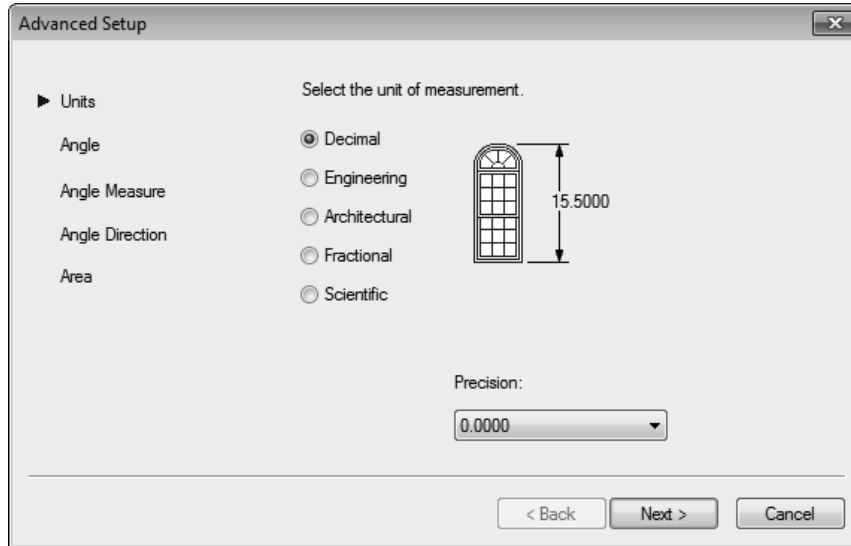 Advanced Setup
Units
Angle
Angle Measure
Angle Direction
Area
Select the unit of measurement.
Decimal
Engineering
Architectural
Fractional
Scientific
15.5000
Precision:
0.0000
< Back
Next >
Cancel